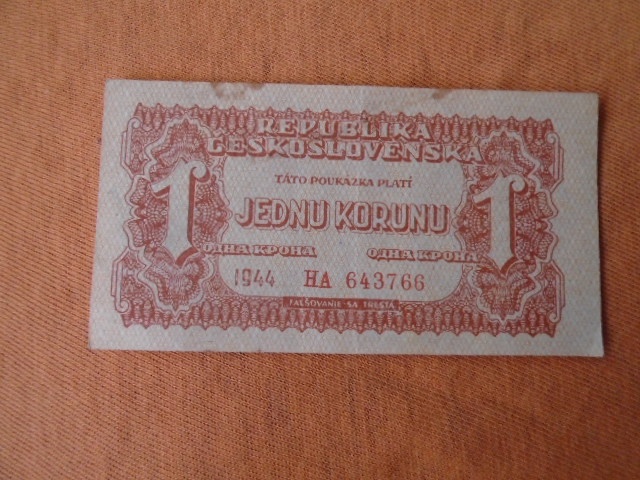 REPUBLIKA
ČESKOSLOVENSKÁ
TÁTO POUKÁZKA PLATÍ
1 JEDNU KORUNU 1
ОДНА КРОНА ОДНА КРОНА
1944 HA 643766
FALŠOVANIE SA TRESTÁ